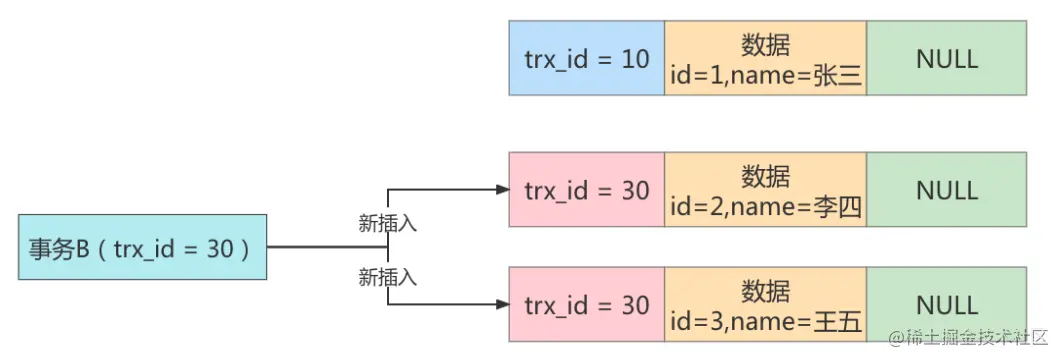 trx_id = 10
数据
id=1,name=张三
NULL
trx_id = 30
数据
id=2,name=李四
NULL
新插入
事务B（trx_id = 30）
新插入
trx_id = 30
数据
id=3,name=王五
NULL
@稀土掘金技术社区